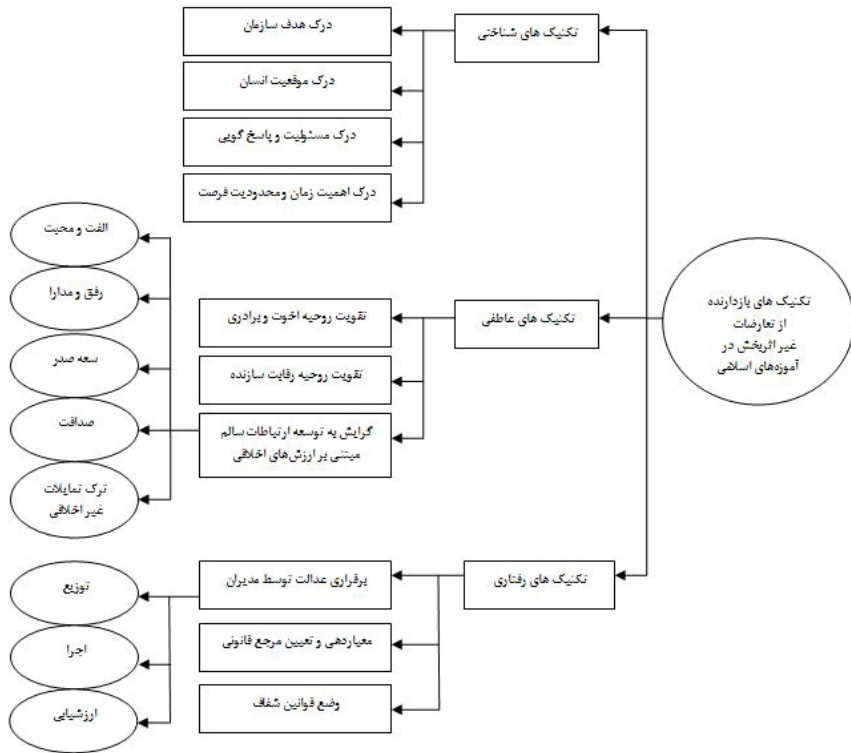 تکنیک های بازدارنده
از تعارضات
غیر اثربخش در
آموزه‌های اسلامی
تکنیک های شناختی
درک هدف سازمان
درک موقعیت انسان
درک مسئولیت و پاسخ گویی
درک اهمیت زمان و محدودیت فرصت
تکنیک های عاطفی
تقویت روحیه اخوت و برادری
تقویت روحیه رقابت سازنده
گرایش به توسعه ارتباطات سالم
مبتنی بر ارزش‌های اخلاقی
الفت و محبت
رفق و مدارا
سعه صدر
صداقت
ترک تمایلات
غیر اخلاقی
تکنیک های رفتاری
برقراری عدالت توسط مدیران
معیاردهی و تعیین مرجع قانونی
وضع قوانین شفاف
توزیع
اجرا
ارزشیابی